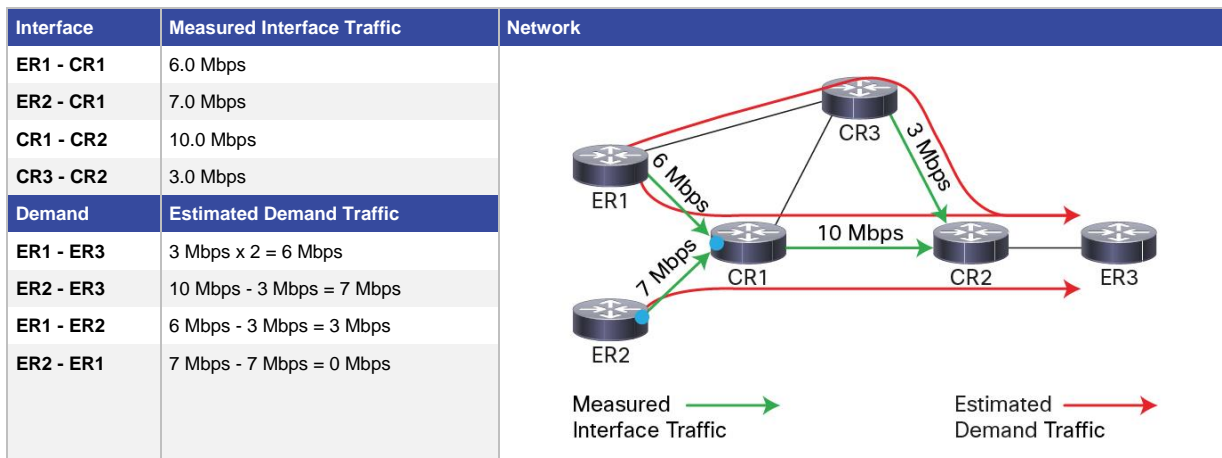 Interface Measured Interface Traffic Network
ER1 - CR1 6.0 Mbps
ER2 - CR1 7.0 Mbps
CR1 - CR2 10.0 Mbps
CR3 - CR2 3.0 Mbps
Demand Estimated Demand Traffic
ER1 - ER3 3 Mbps x 2 = 6 Mbps
ER2 - ER3 10 Mbps - 3 Mbps = 7 Mbps
ER1 - ER2 6 Mbps - 3 Mbps = 3 Mbps
ER2 - ER1 7 Mbps - 7 Mbps = 0 Mbps
CR3
3 Mbps
6 Mbps
ER1
10 Mbps
7 Mbps
CR1
CR2
ER3
ER2
Measured
Interface Traffic
Estimated
Demand Traffic